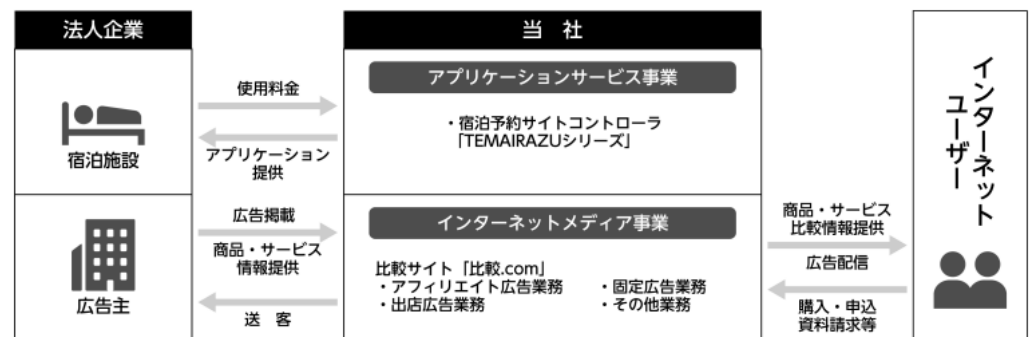 法人企業
当 社
アプリケーションサービス事業
使用料金
・宿泊予約サイトコントローラ
「TEMAIRAZUシリーズ」
宿泊施設
アプリケーション
提供
広告掲載
インターネットメディア事業
商品・サービス
情報提供
比較サイト「比較.com」
・アフィリエイト広告業務
・固定広告業務
・出店広告業務
・その他業務
広告主
送 客
商品・サービス
比較情報提供
広告配信
購入・申込
資料請求等
インターネット
ユーザー